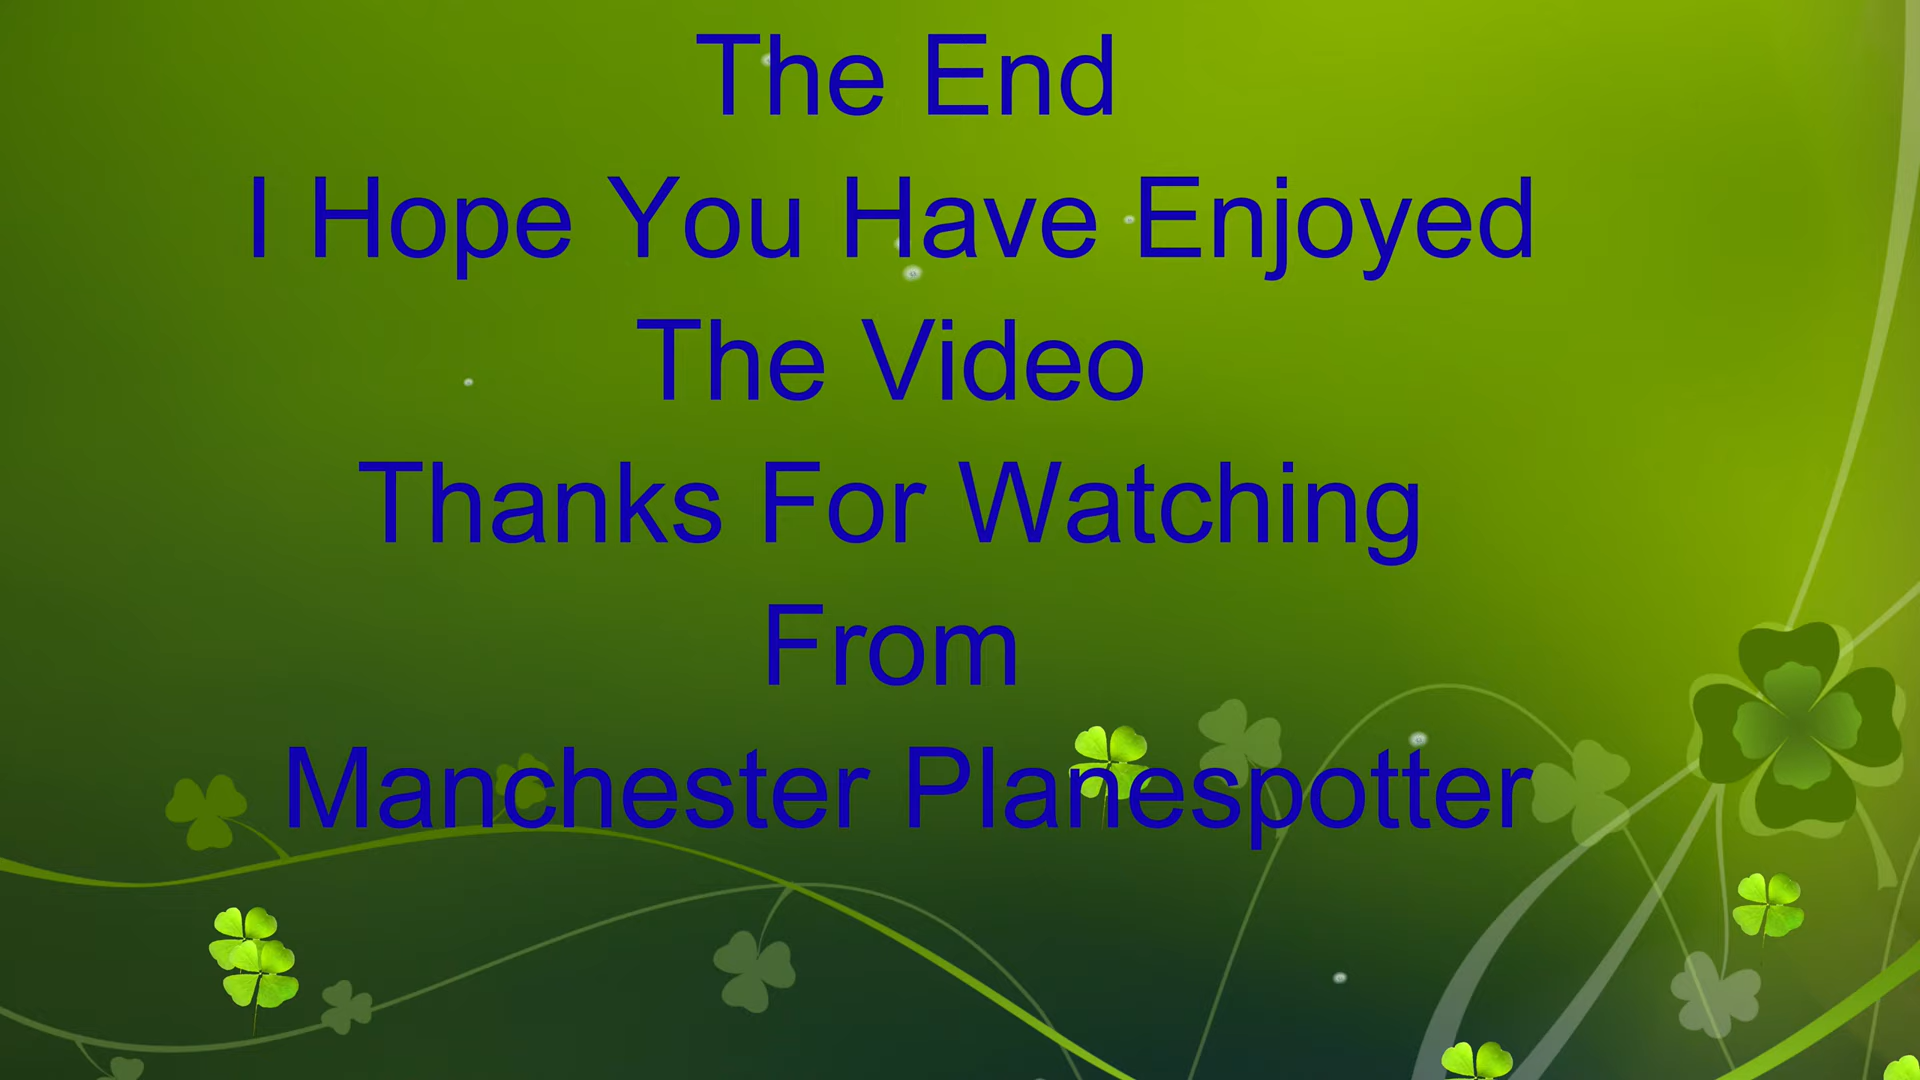 The End
I Hope You Have Enjoyed
The Video
Thanks For Watching
From
Manchester Planespotter